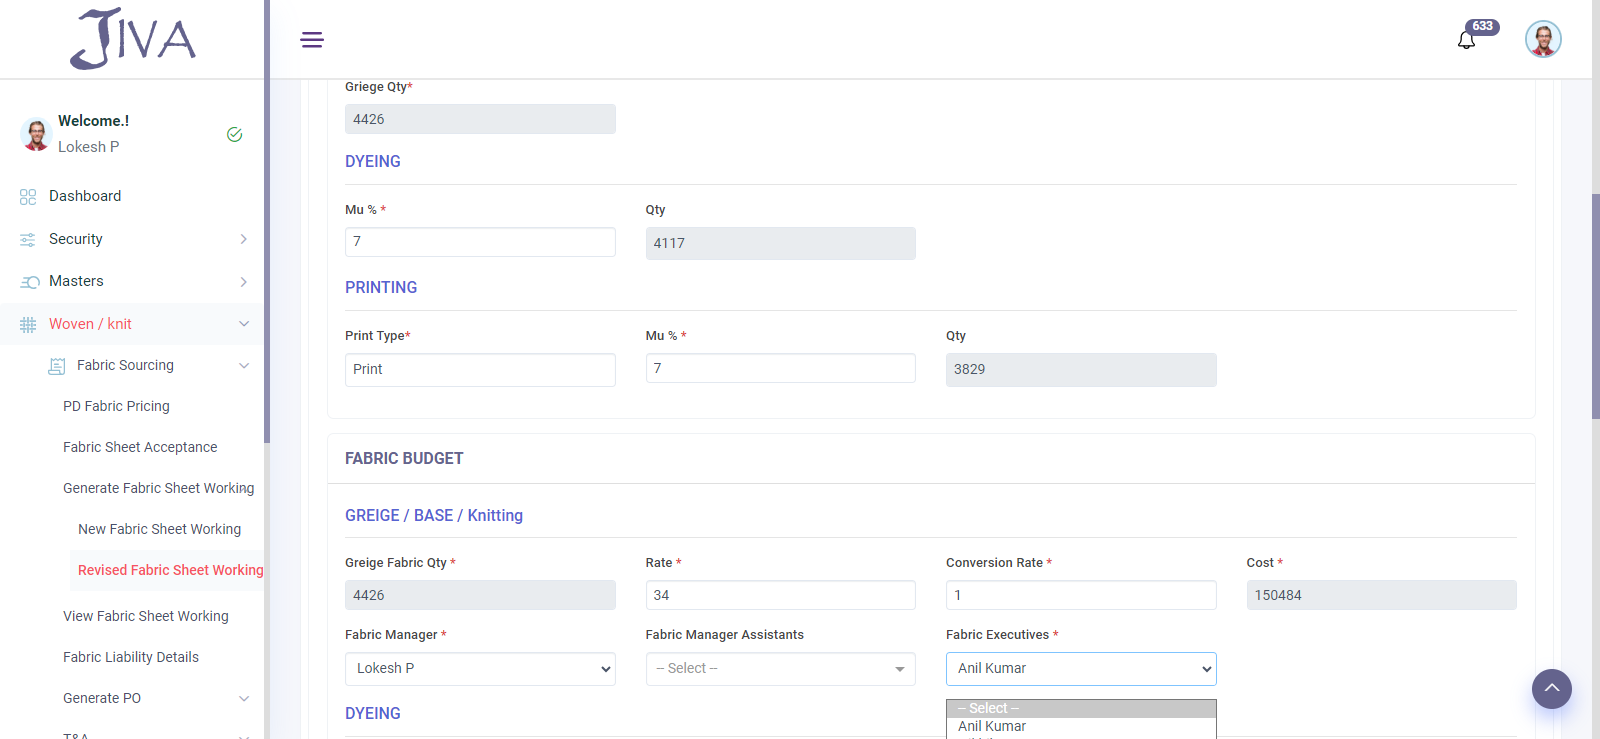 JIVA
633
Welcome.!
Lokesh P
Dashboard
Security
Masters
Woven / knit
Fabric Sourcing
PD Fabric Pricing
Fabric Sheet Acceptance
Generate Fabric Sheet Working
New Fabric Sheet Working
Revised Fabric Sheet Working
View Fabric Sheet Working
Fabric Liability Details
Generate PO
T&A
Griege Qty*
4426
DYEING
Mu % * Qty
7 4117
PRINTING
Print Type* Mu % * Qty
Print 7 3829
FABRIC BUDGET
GREIGE / BASE / Knitting
Greige Fabric Qty * Rate * Conversion Rate * Cost *
4426 34 1 150484
Fabric Manager * Fabric Manager Assistants Fabric Executives *
Lokesh P -- Select -- Anil Kumar
-- Select --
Anil Kumar
DYEING